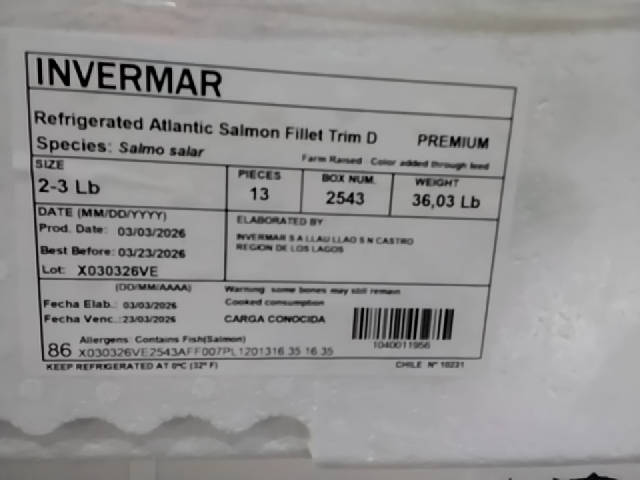 INVERMAR
Refrigerated Atlantic Salmon Fillet Trim D PREMIUM
Species: Salmo salar Farm Raised Color added through feed
SIZE PIECES BOX NUM. WEIGHT
2-3 Lb 13 2543 36,03 Lb
DATE (MM/DD/YYYY) ELABORATED BY
Prod. Date: 03/03/2026 INVERMAR S A LLAU LLAO S N CASTRO
REGION DE LOS LAGOS
Best Before: 03/23/2026
Lot: X030326VE
(DD/MM/AAAA) Warning: some bones may still remain
Fecha Elab.: 03/03/2026 Cooked consumption
Fecha Venc.: 23/03/2026 CARGA CONOCIDA
Allergens: Contains Fish(Salmon) 1040011956
86 X030326VE2543AFF007PL1201316.35 16.35
KEEP REFRIGERATED AT 0ºC (32º F) CHILE Nº 10231